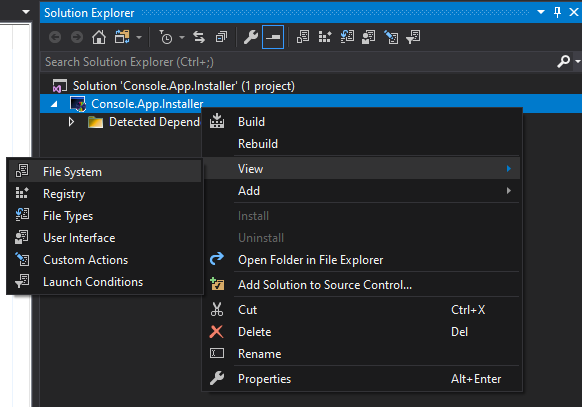 Solution Explorer
Search Solution Explorer (Ctrl+;)
Solution 'Console.App.Installer' (1 project)
Console.App.Installer
Detected Depend
Build
Rebuild
View
Add
Install
Uninstall
Open Folder in File Explorer
Add Solution to Source Control...
Cut Ctrl+X
Delete Del
Rename
Properties Alt+Enter
File System
Registry
File Types
User Interface
Custom Actions
Launch Conditions